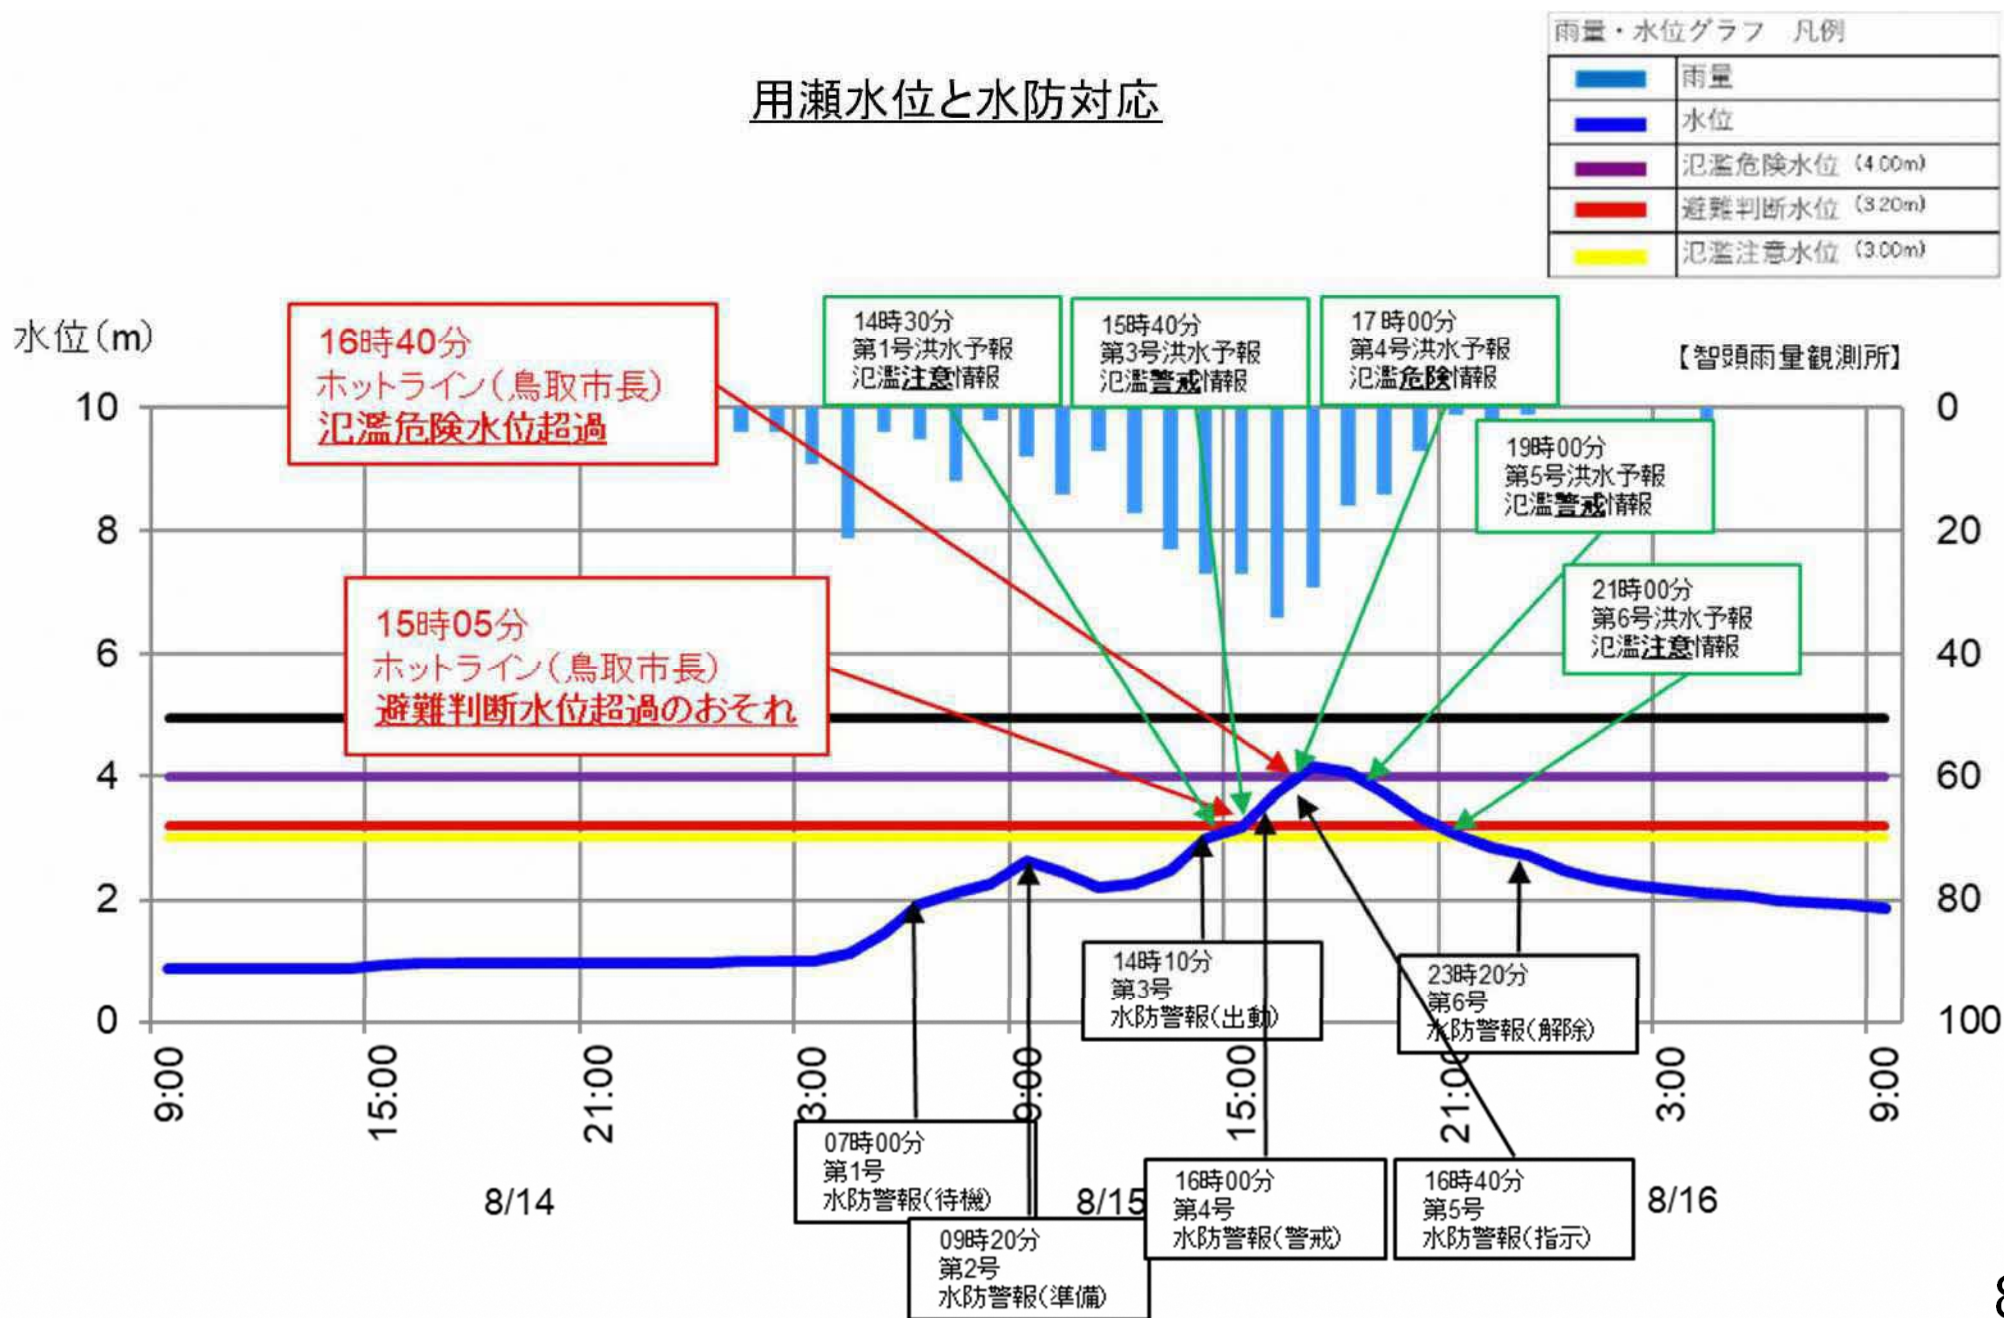 用瀬水位と水防対応
雨量・水位グラフ 凡例
雨量
水位
氾濫危険水位 (4.00m)
避難判断水位 (3.20m)
氾濫注意水位 (3.00m)
水位(m)
【智頭雨量観測所】
16時40分
ホットライン(鳥取市長)
氾濫危険水位超過
14時30分
第1号洪水予報
氾濫注意情報
15時40分
第3号洪水予報
氾濫警戒情報
17時00分
第4号洪水予報
氾濫危険情報
19時00分
第5号洪水予報
氾濫警戒情報
21時00分
第6号洪水予報
氾濫注意情報
15時05分
ホットライン(鳥取市長)
避難判断水位超過のおそれ
10
8
6
4
2
0
0
20
40
60
80
100
14時10分
第3号
水防警報(出動)
23時20分
第6号
水防警報(解除)
9:00
15:00
21:00
3:00
9:00
15:00
21:00
3:00
9:00
07時00分
第1号
水防警報(待機)
09時20分
第2号
水防警報(準備)
16時00分
第4号
水防警報(警戒)
16時40分
第5号
水防警報(指示)
8/14
8/15
8/16